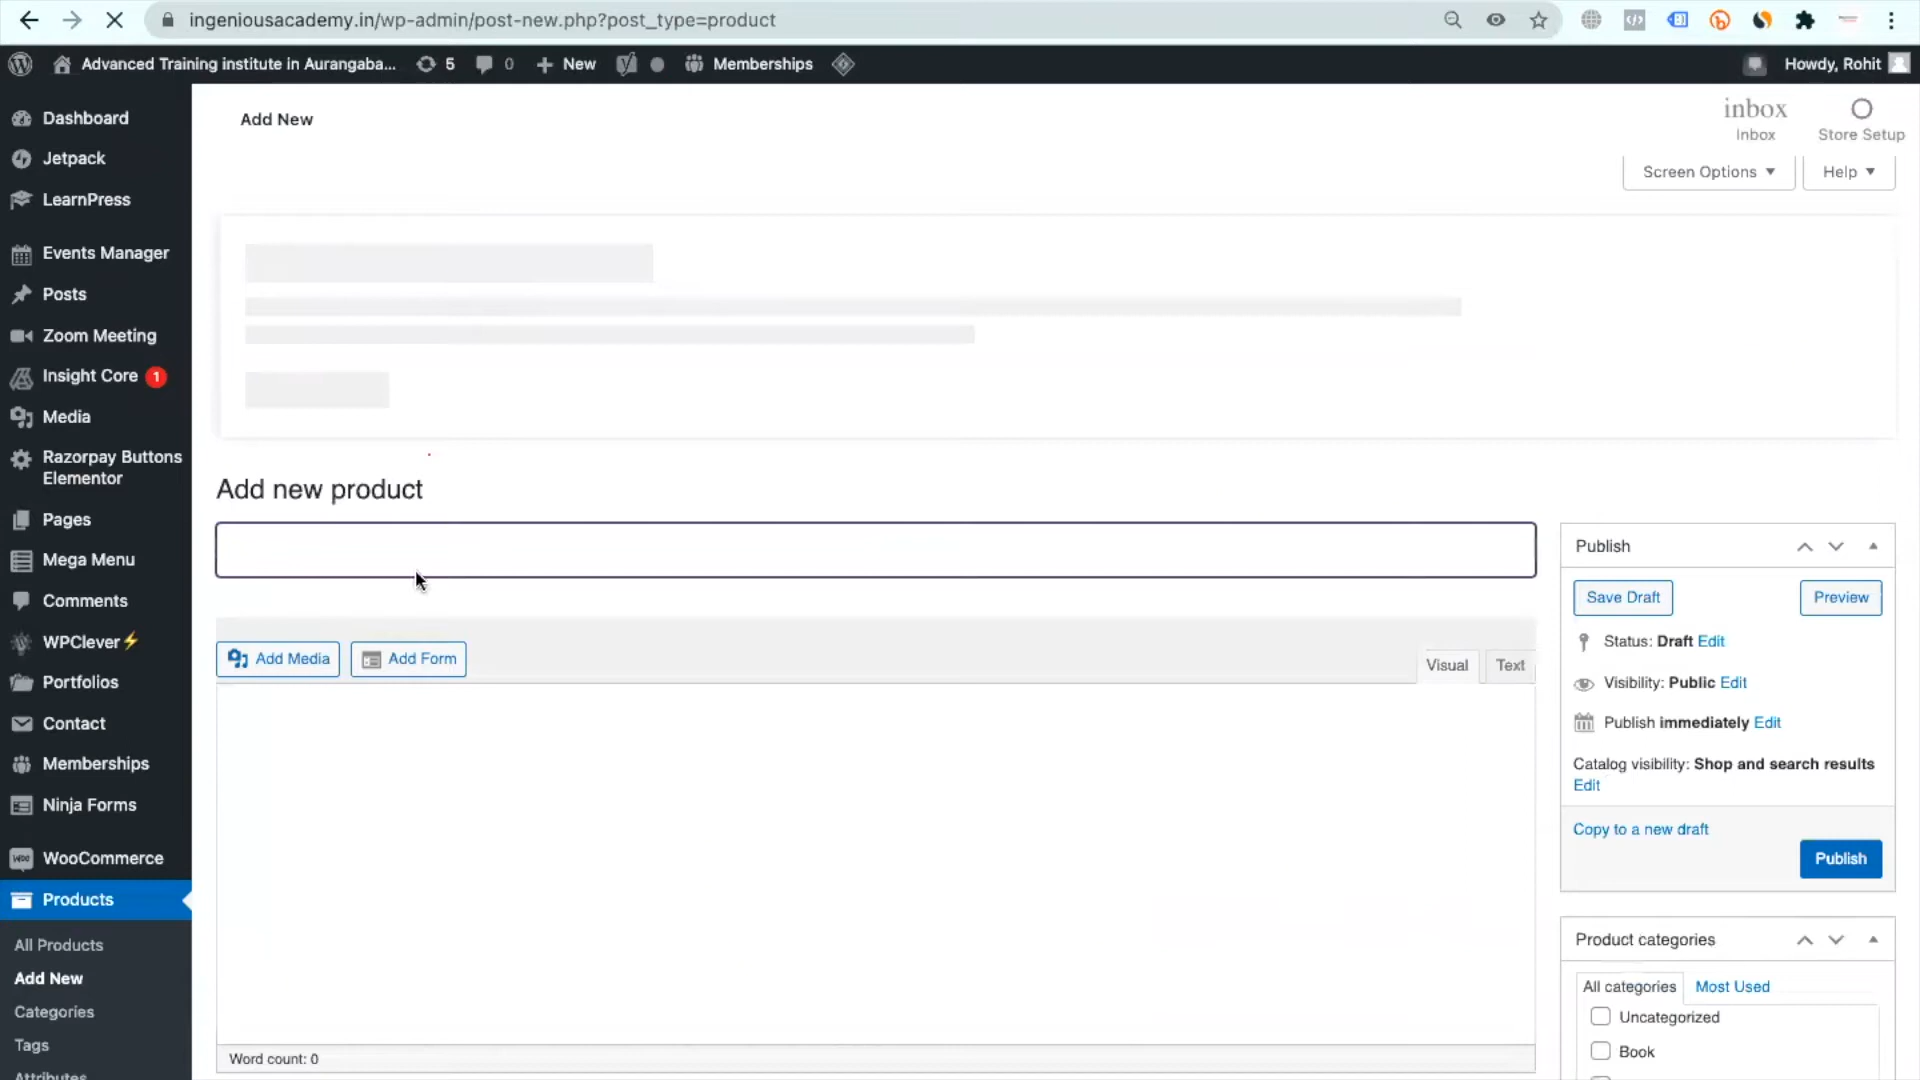 ingeniousacademy.in/wp-admin/post-new.php?post_type=product
Advanced Training institute in Aurangaba... 5 0 New Memberships Howdy, Rohit
Dashboard
Jetpack
LearnPress
Events Manager
Posts
Zoom Meeting
Insight Core 1
Media
Razorpay Buttons
Elementor
Pages
Mega Menu
Comments
WPClever⚡
Portfolios
Contact
Memberships
Ninja Forms
WooCommerce
Products
All Products
Add New
Categories
Tags
Attributes
Add New
inbox
Inbox
Store Setup
Screen Options ▼
Help ▼
Add new product
Add Media
Add Form
Visual
Text
Word count: 0
Publish
Save Draft
Preview
Status: Draft Edit
Visibility: Public Edit
Publish immediately Edit
Catalog visibility: Shop and search results
Edit
Copy to a new draft
Publish
Product categories
All categories
Most Used
Uncategorized
Book